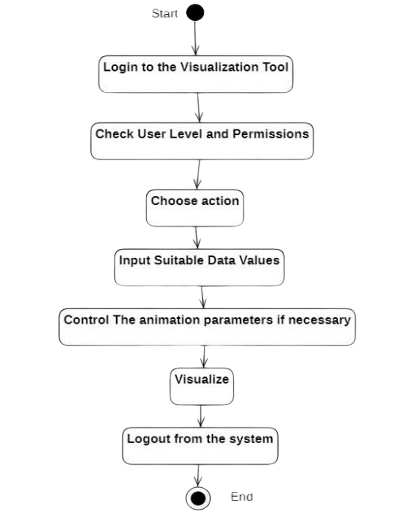 Start
Login to the Visualization Tool
Check User Level and Permissions
Choose action
Input Suitable Data Values
Control The animation parameters if necessary
Visualize
Logout from the system
End